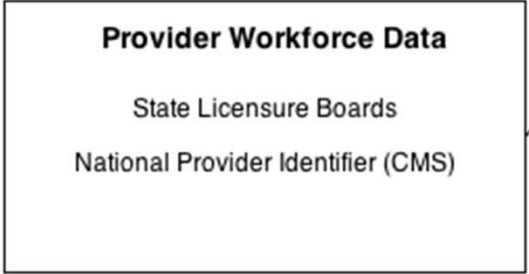 Provider Workforce Data
State Licensure Boards
National Provider Identifier (CMS)